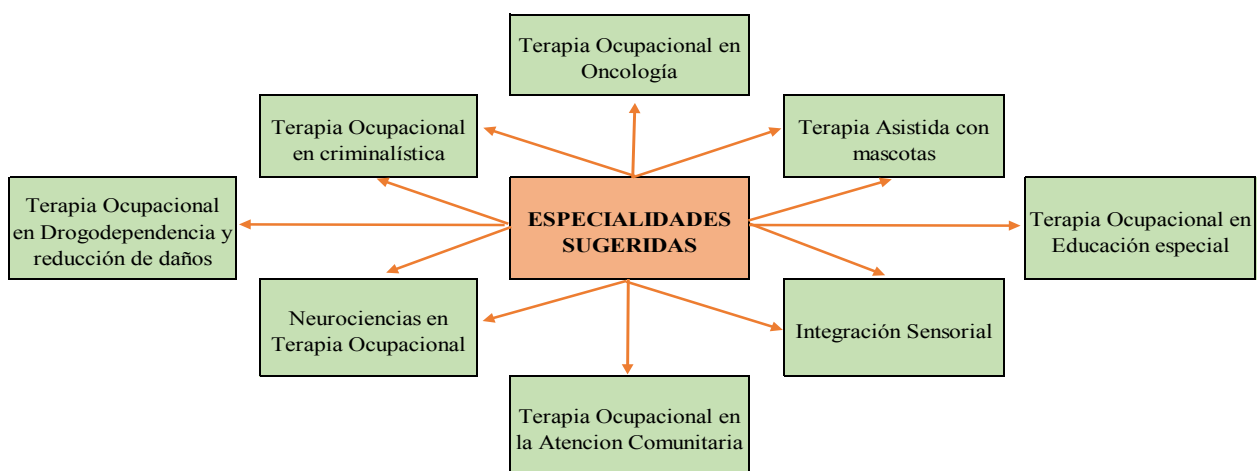 Terapia Ocupacional en
Oncología
Terapia Ocupacional
en criminalística
Terapia Asistida con
mascotas
Terapia Ocupacional
en Drogodependencia y
reducción de daños
ESPECIALIDADES
SUGERIDAS
Terapia Ocupacional en
Educación especial
Neurociencias en
Terapia Ocupacional
Integración Sensorial
Terapia Ocupacional en
la Atencion Comunitaria